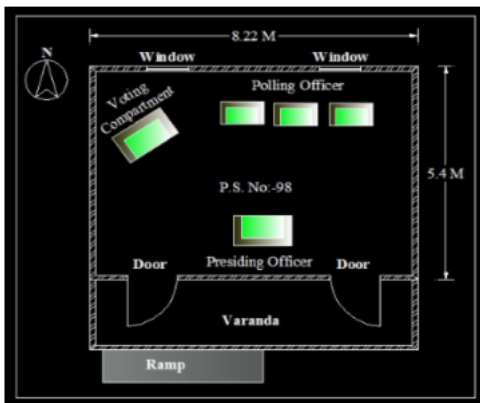 8.22 M
N
Window
Window
Polling Officer
Voting
Compartment
5.4 M
P.S. No:-98
Presiding Officer
Door
Door
Varanda
Ramp